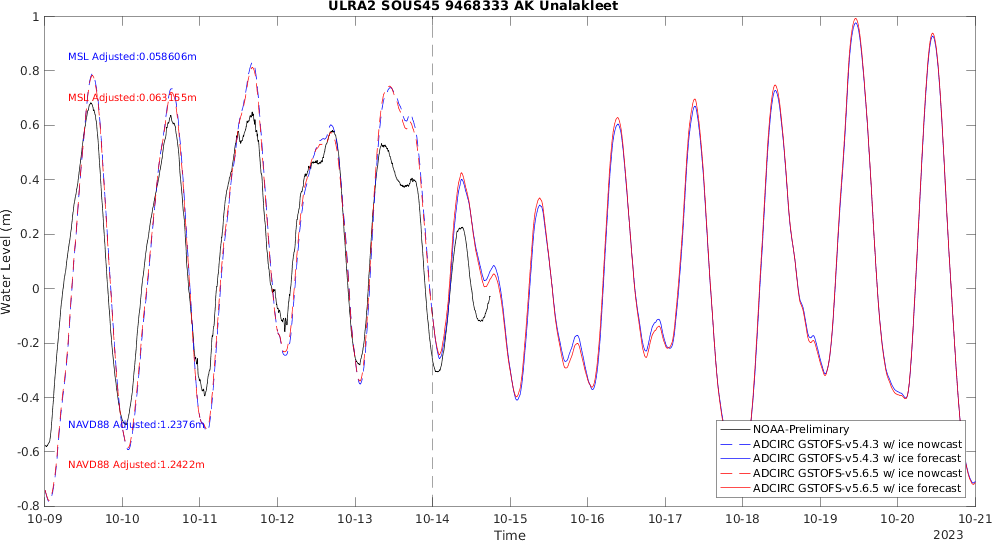 ULRA2 SOUS45 9468333 AK Unalakleet
MSL Adjusted:0.058606m
MSL Adjusted:0.063155m
NAVD88 Adjusted:1.2376m
NAVD88 Adjusted:1.2422m
Water Level (m)
1
0.8
0.6
0.4
0.2
0
-0.2
-0.4
-0.6
-0.8
NOAA-Preliminary
ADCIRC GSTOFS-v5.4.3 w/ ice nowcast
ADCIRC GSTOFS-v5.4.3 w/ ice forecast
ADCIRC GSTOFS-v5.6.5 w/ ice nowcast
ADCIRC GSTOFS-v5.6.5 w/ ice forecast
10-09 10-10 10-11 10-12 10-13 10-14 10-15 10-16 10-17 10-18 10-19 10-20 10-21
Time
2023